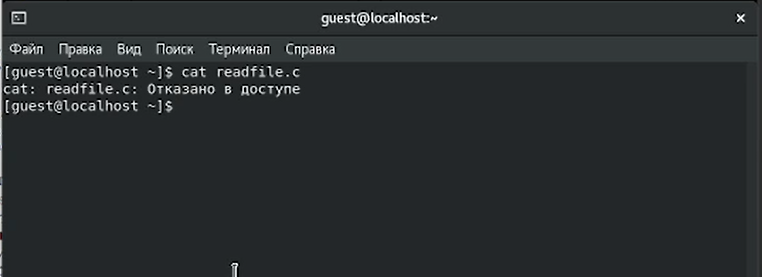 guest@localhost:~
Файл Правка Вид Поиск Терминал Справка
[guest@localhost ~]$ cat readfile.c
cat: readfile.c: Отказано в доступе
[guest@localhost ~]$